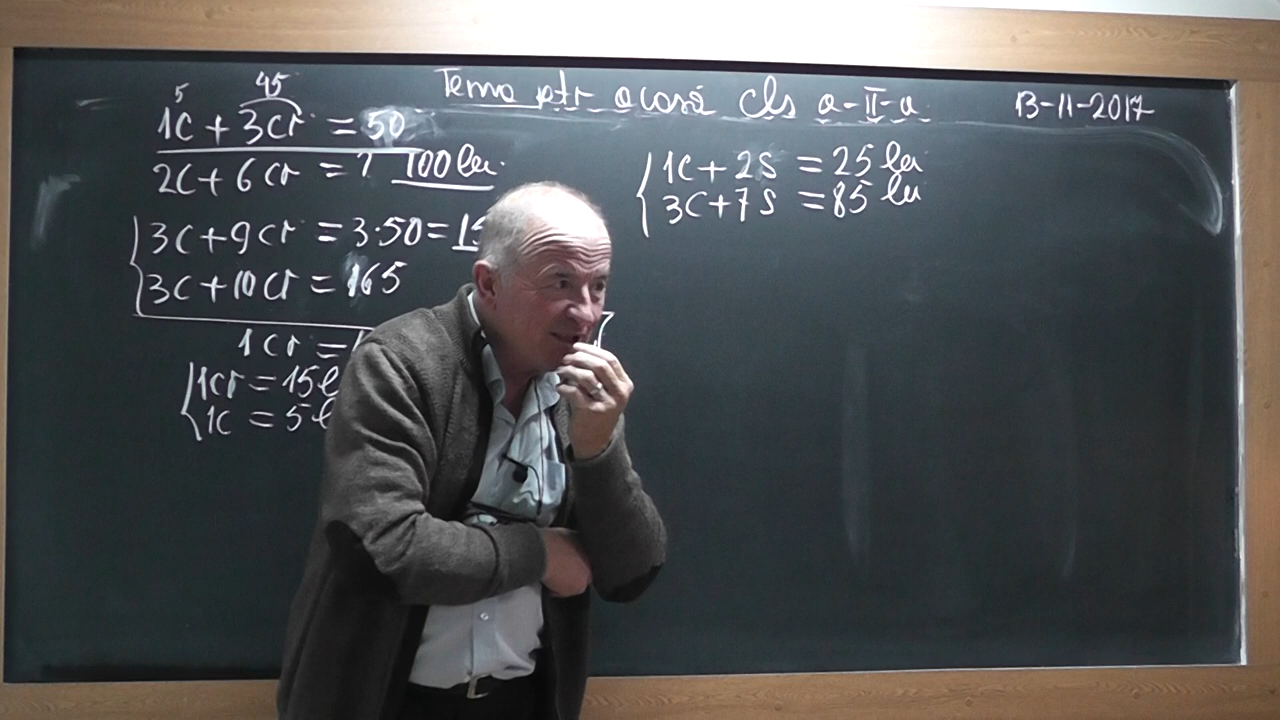 Tema ptr acasă cls a-II-a 13-11-2017
5 45
1c + 3cr = 50
2c + 6cr = ? 100 lei
3c + 9cr = 3·50 = 15
3c + 10cr = 165
1cr =
1cr = 15 l
1c = 5 l
1c + 2s = 25 lei
3c + 7s = 85 lei